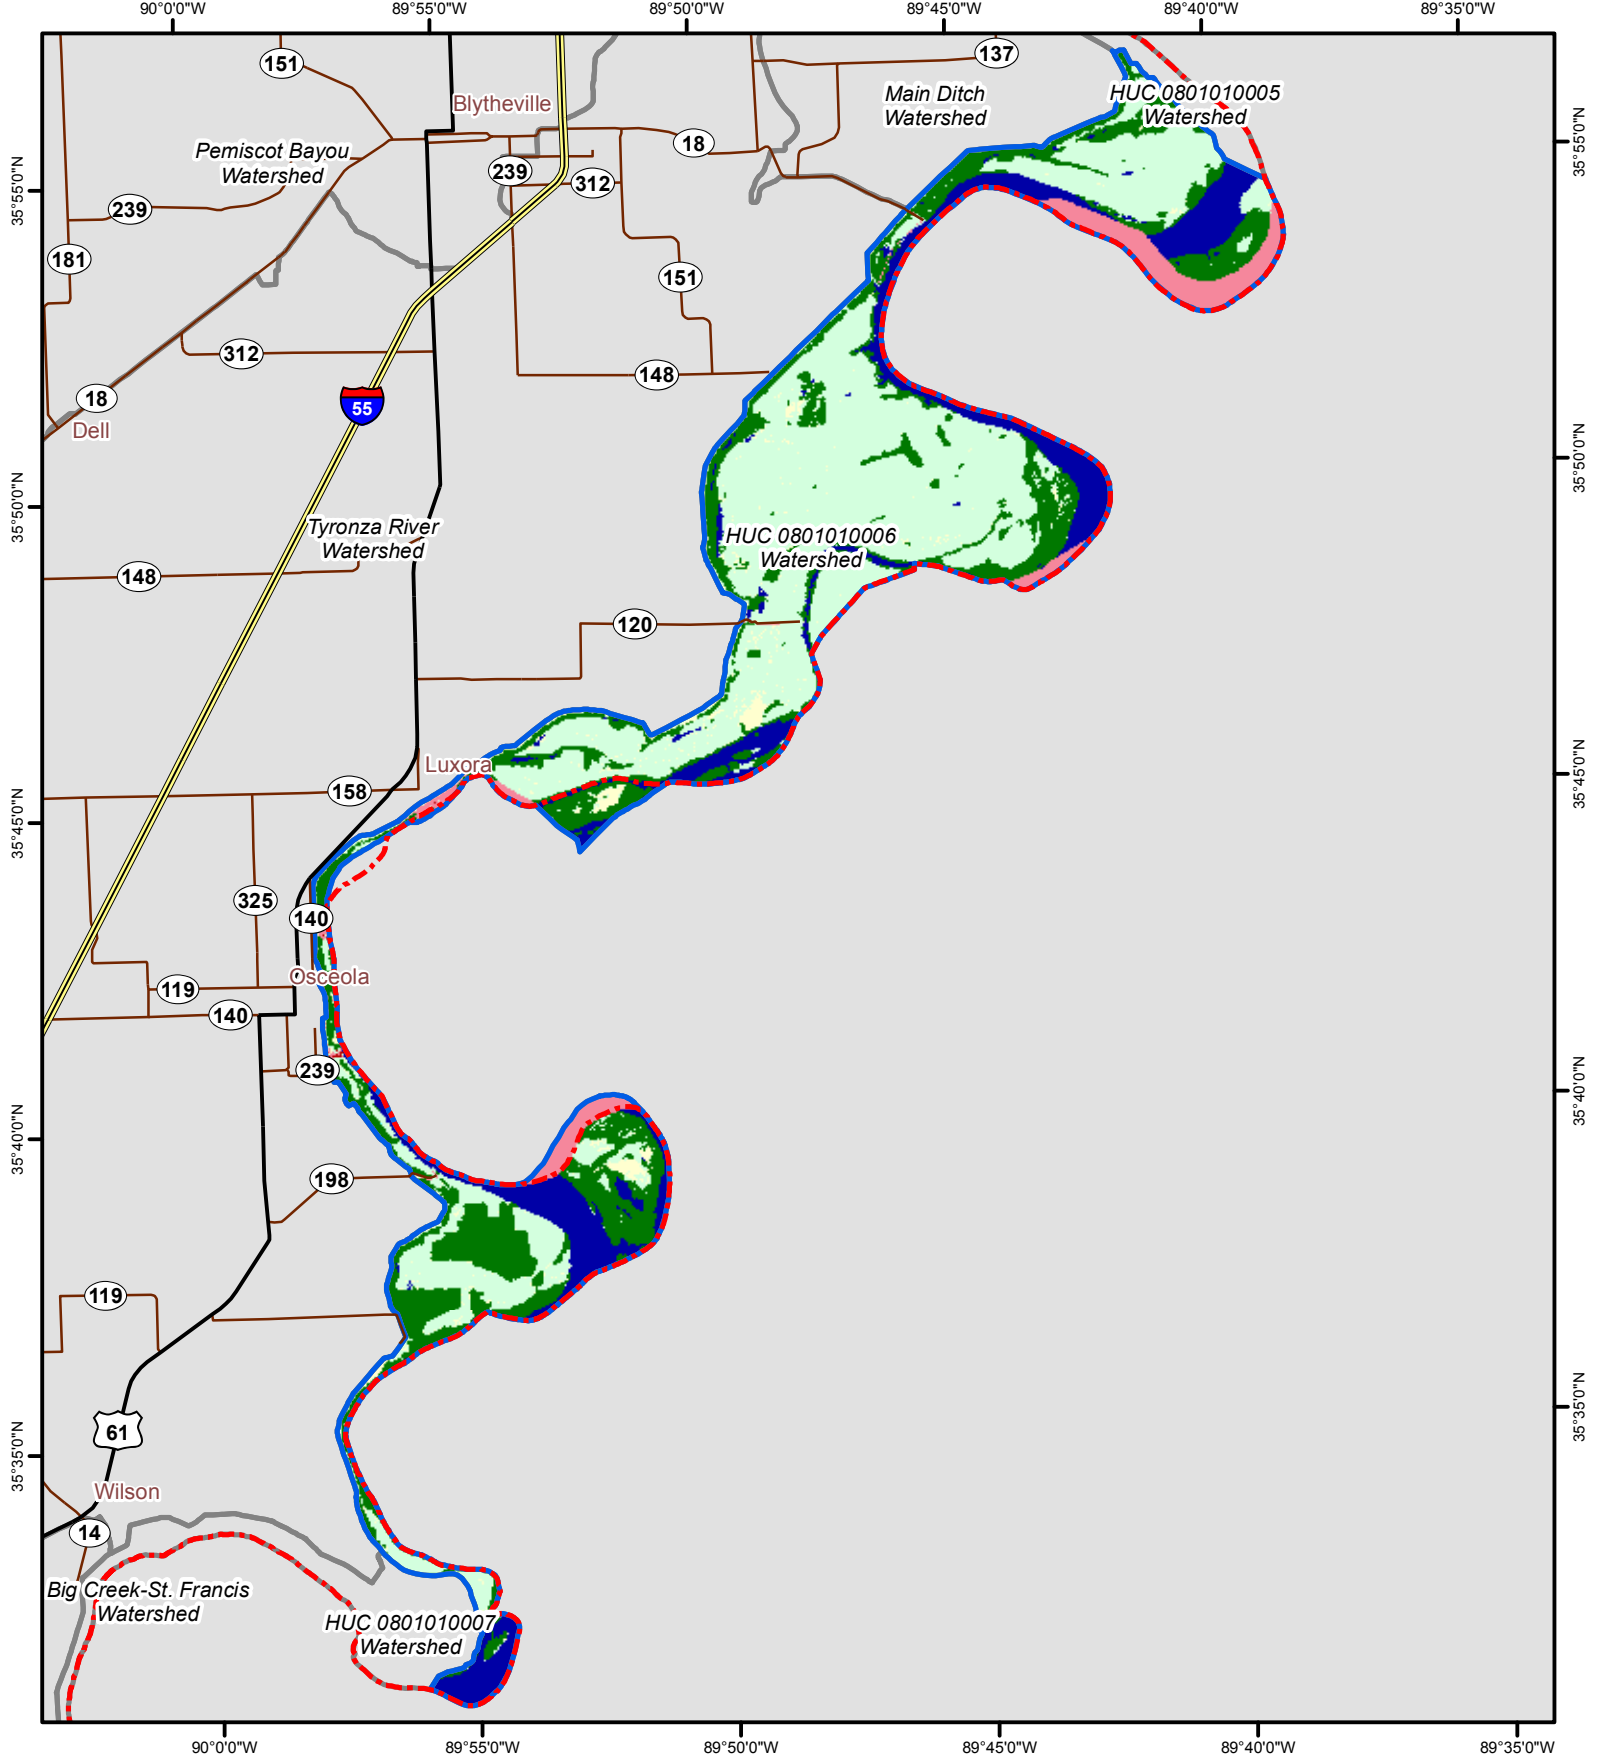 90°0'0"W
89°55'0"W
89°50'0"W
89°45'0"W
89°40'0"W
89°35'0"W
151
137
Blytheville
Main Ditch
Watershed
HUC 0801010005
Watershed
35°55'0"N
Pemiscot Bayou
Watershed
18
239
312
35°55'0"N
239
181
151
312
148
18
55
Dell
35°50'0"N
35°50'0"N
Tyronza River
Watershed
HUC 0801010006
Watershed
148
120
Luxora
35°45'0"N
158
35°45'0"N
325
140
Osceola
119
140
239
35°40'0"N
35°40'0"N
198
119
35°35'0"N
61
35°35'0"N
Wilson
14
Big Creek-St. Francis
Watershed
HUC 0801010007
Watershed
90°0'0"W
89°55'0"W
89°50'0"W
89°45'0"W
89°40'0"W
89°35'0"W